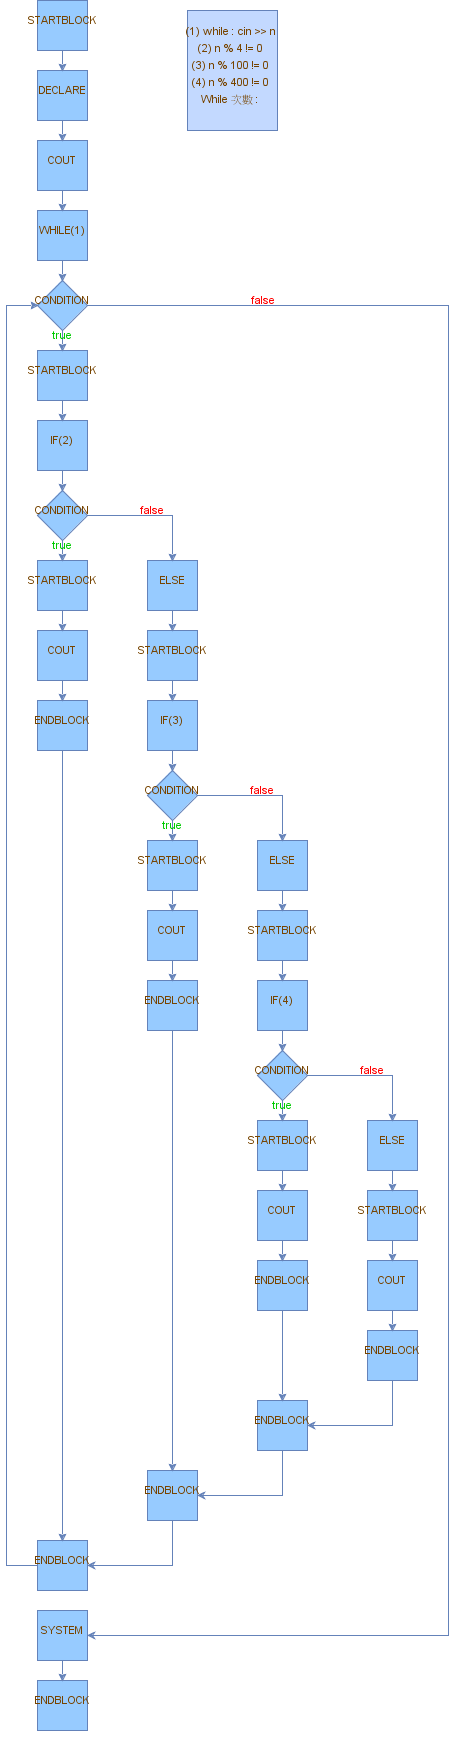 STARTBLOCK
(1) while : cin >> n
(2) n % 4 != 0
(3) n % 100 != 0
(4) n % 400 != 0
While 次數 :
DECLARE
COUT
WHILE(1)
CONDITION
false
true
STARTBLOCK
IF(2)
CONDITION
false
true
STARTBLOCK
ELSE
COUT
STARTBLOCK
ENDBLOCK
IF(3)
CONDITION
false
true
STARTBLOCK
ELSE
COUT
STARTBLOCK
ENDBLOCK
IF(4)
CONDITION
false
true
STARTBLOCK
ELSE
COUT
STARTBLOCK
ENDBLOCK
COUT
ENDBLOCK
ENDBLOCK
ENDBLOCK
ENDBLOCK
SYSTEM
ENDBLOCK